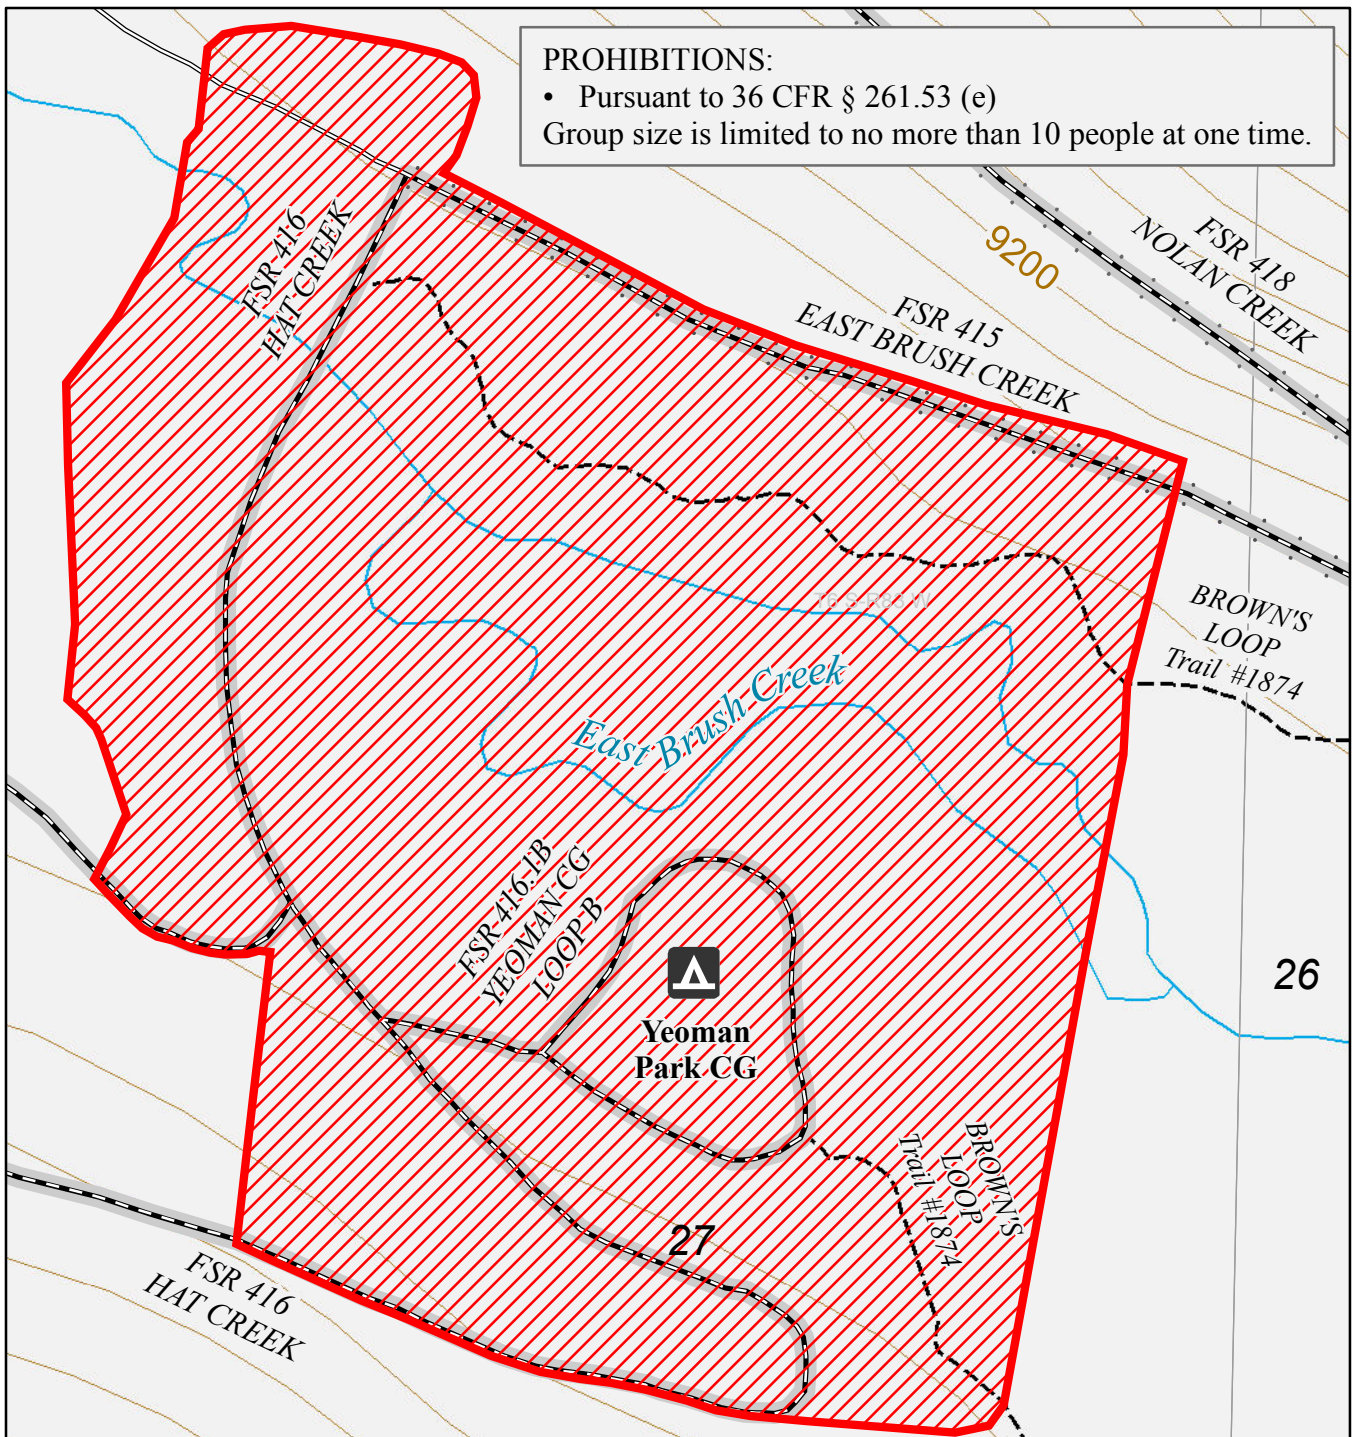 PROHIBITIONS:
• Pursuant to 36 CFR § 261.53 (e)
Group size is limited to no more than 10 people at one time.
FSR 416
HAT CREEK
9200
FSR 418
NOLAN CREEK
FSR 415
EAST BRUSH CREEK
T6 S-R83 W
BROWN'S
LOOP
Trail #1874
East Brush Creek
FSR 416.1B
YEOMAN CG
LOOP B
26
Yeoman
Park CG
BROWN'S
LOOP
Trail #1874
27
FSR 416
HAT CREEK